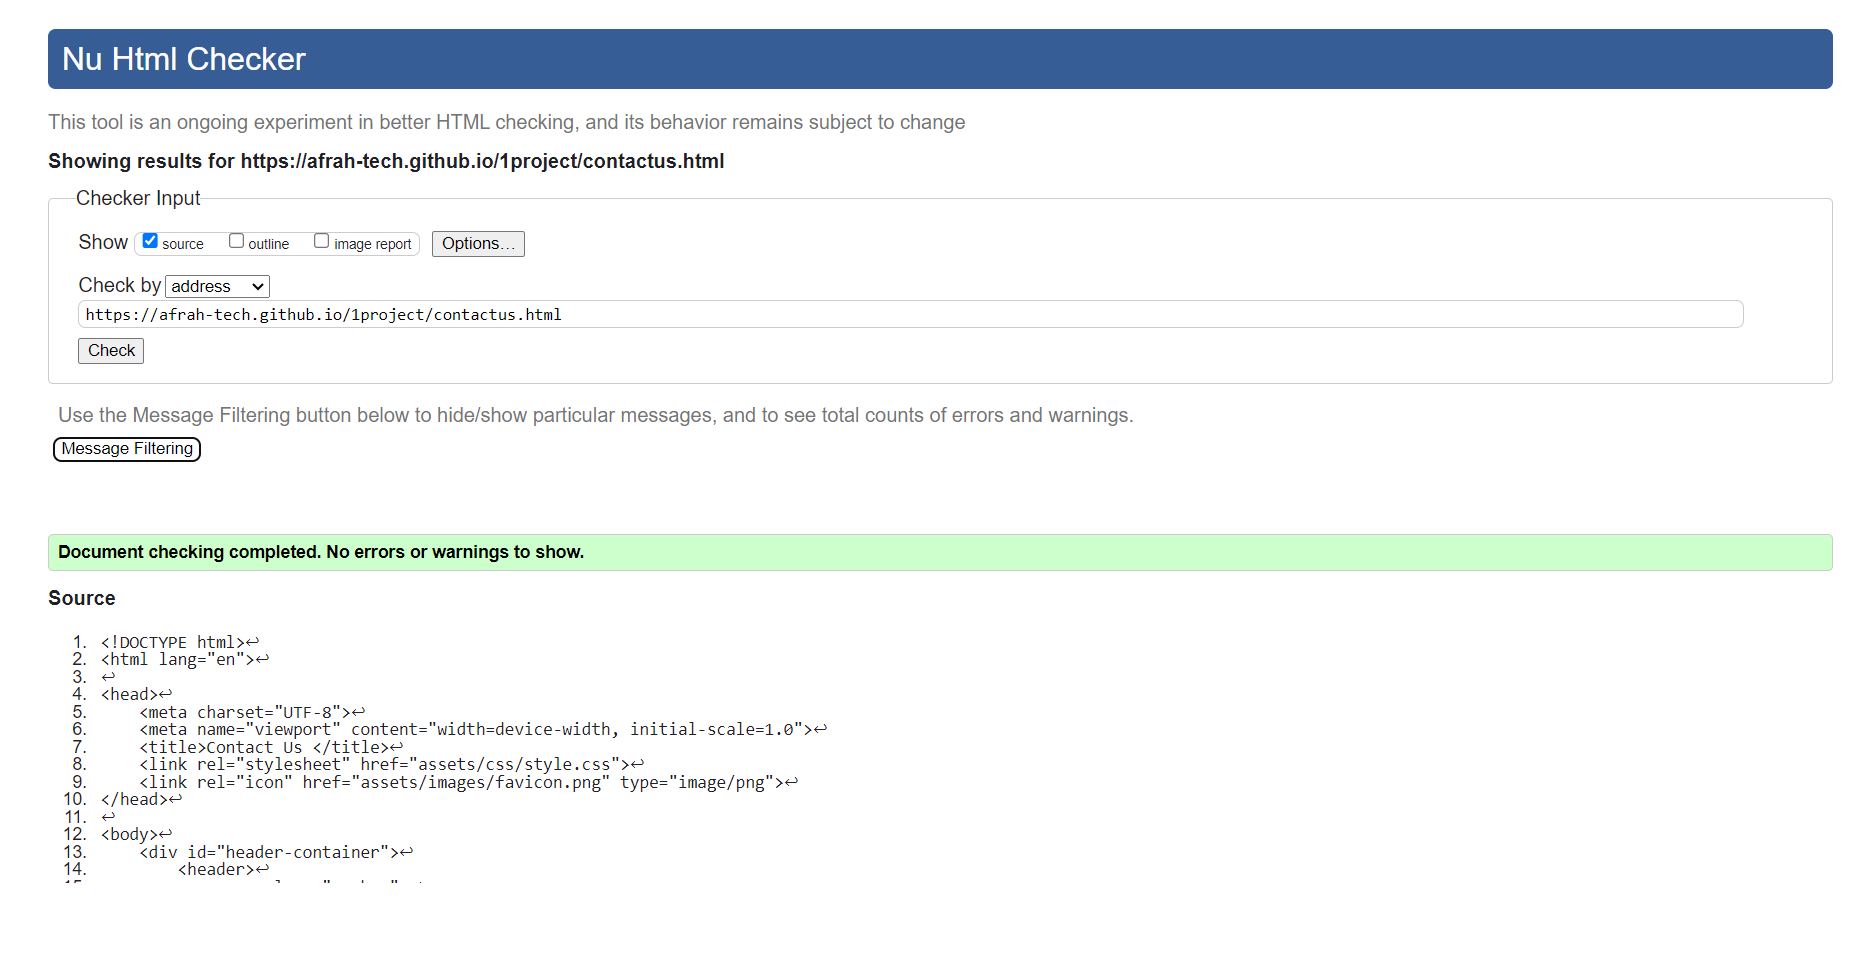 Nu Html Checker
This tool is an ongoing experiment in better HTML checking, and its behavior remains subject to change
Showing results for https://afrah-tech.github.io/1project/contactus.html
Checker Input
Show source outline image report Options...
Check by address
https://afrah-tech.github.io/1project/contactus.html
Check
Use the Message Filtering button below to hide/show particular messages, and to see total counts of errors and warnings.
Message Filtering
Document checking completed. No errors or warnings to show.
Source
1. <!DOCTYPE html>↩
2. <html lang="en">↩
3. ↩
4. <head>↩
5.     <meta charset="UTF-8">↩
6.     <meta name="viewport" content="width=device-width, initial-scale=1.0">↩
7.     <title>Contact Us </title>↩
8.     <link rel="stylesheet" href="assets/css/style.css">↩
9.     <link rel="icon" href="assets/images/favicon.png" type="image/png">↩
10. </head>↩
11. ↩
12. <body>↩
13.     <div id="header-container">↩
14.         <header>↩